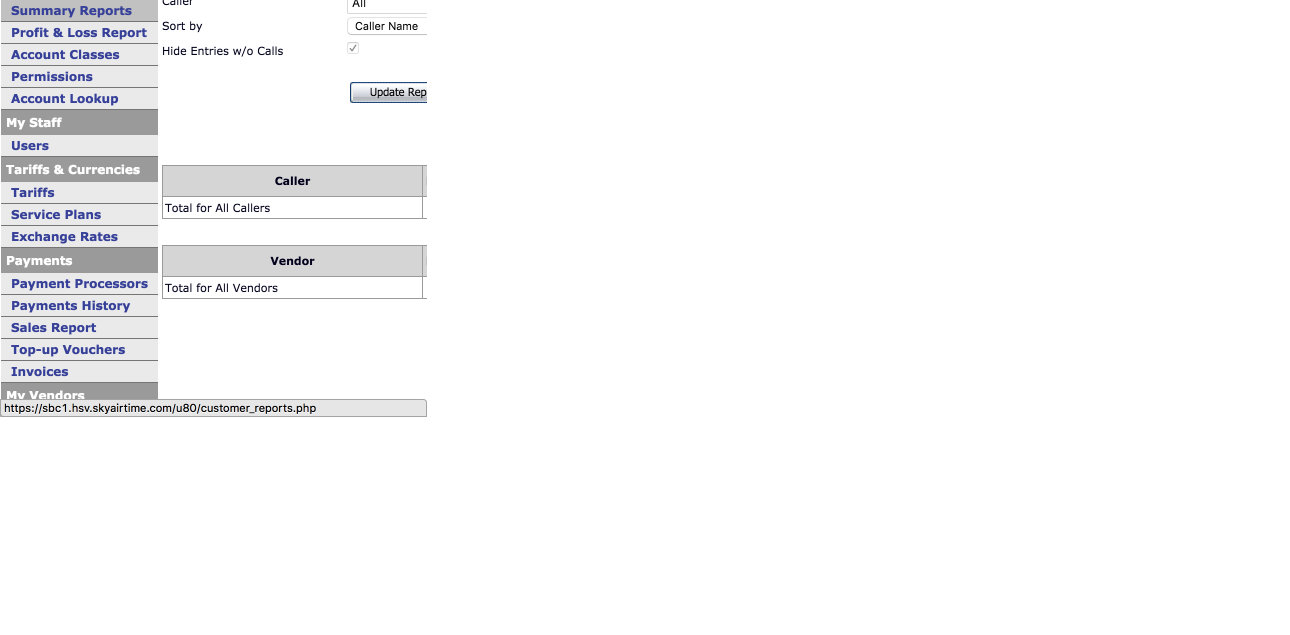 Summary Reports
Profit & Loss Report
Account Classes
Permissions
Account Lookup
My Staff
Users
Tariffs & Currencies
Tariffs
Service Plans
Exchange Rates
Payments
Payment Processors
Payments History
Sales Report
Top-up Vouchers
Invoices
My Vendors
Caller
All
Sort by
Caller Name
Hide Entries w/o Calls
Update Rep
Caller
Total for All Callers
Vendor
Total for All Vendors
https://sbc1.hsv.skyairtime.com/u80/customer_reports.php